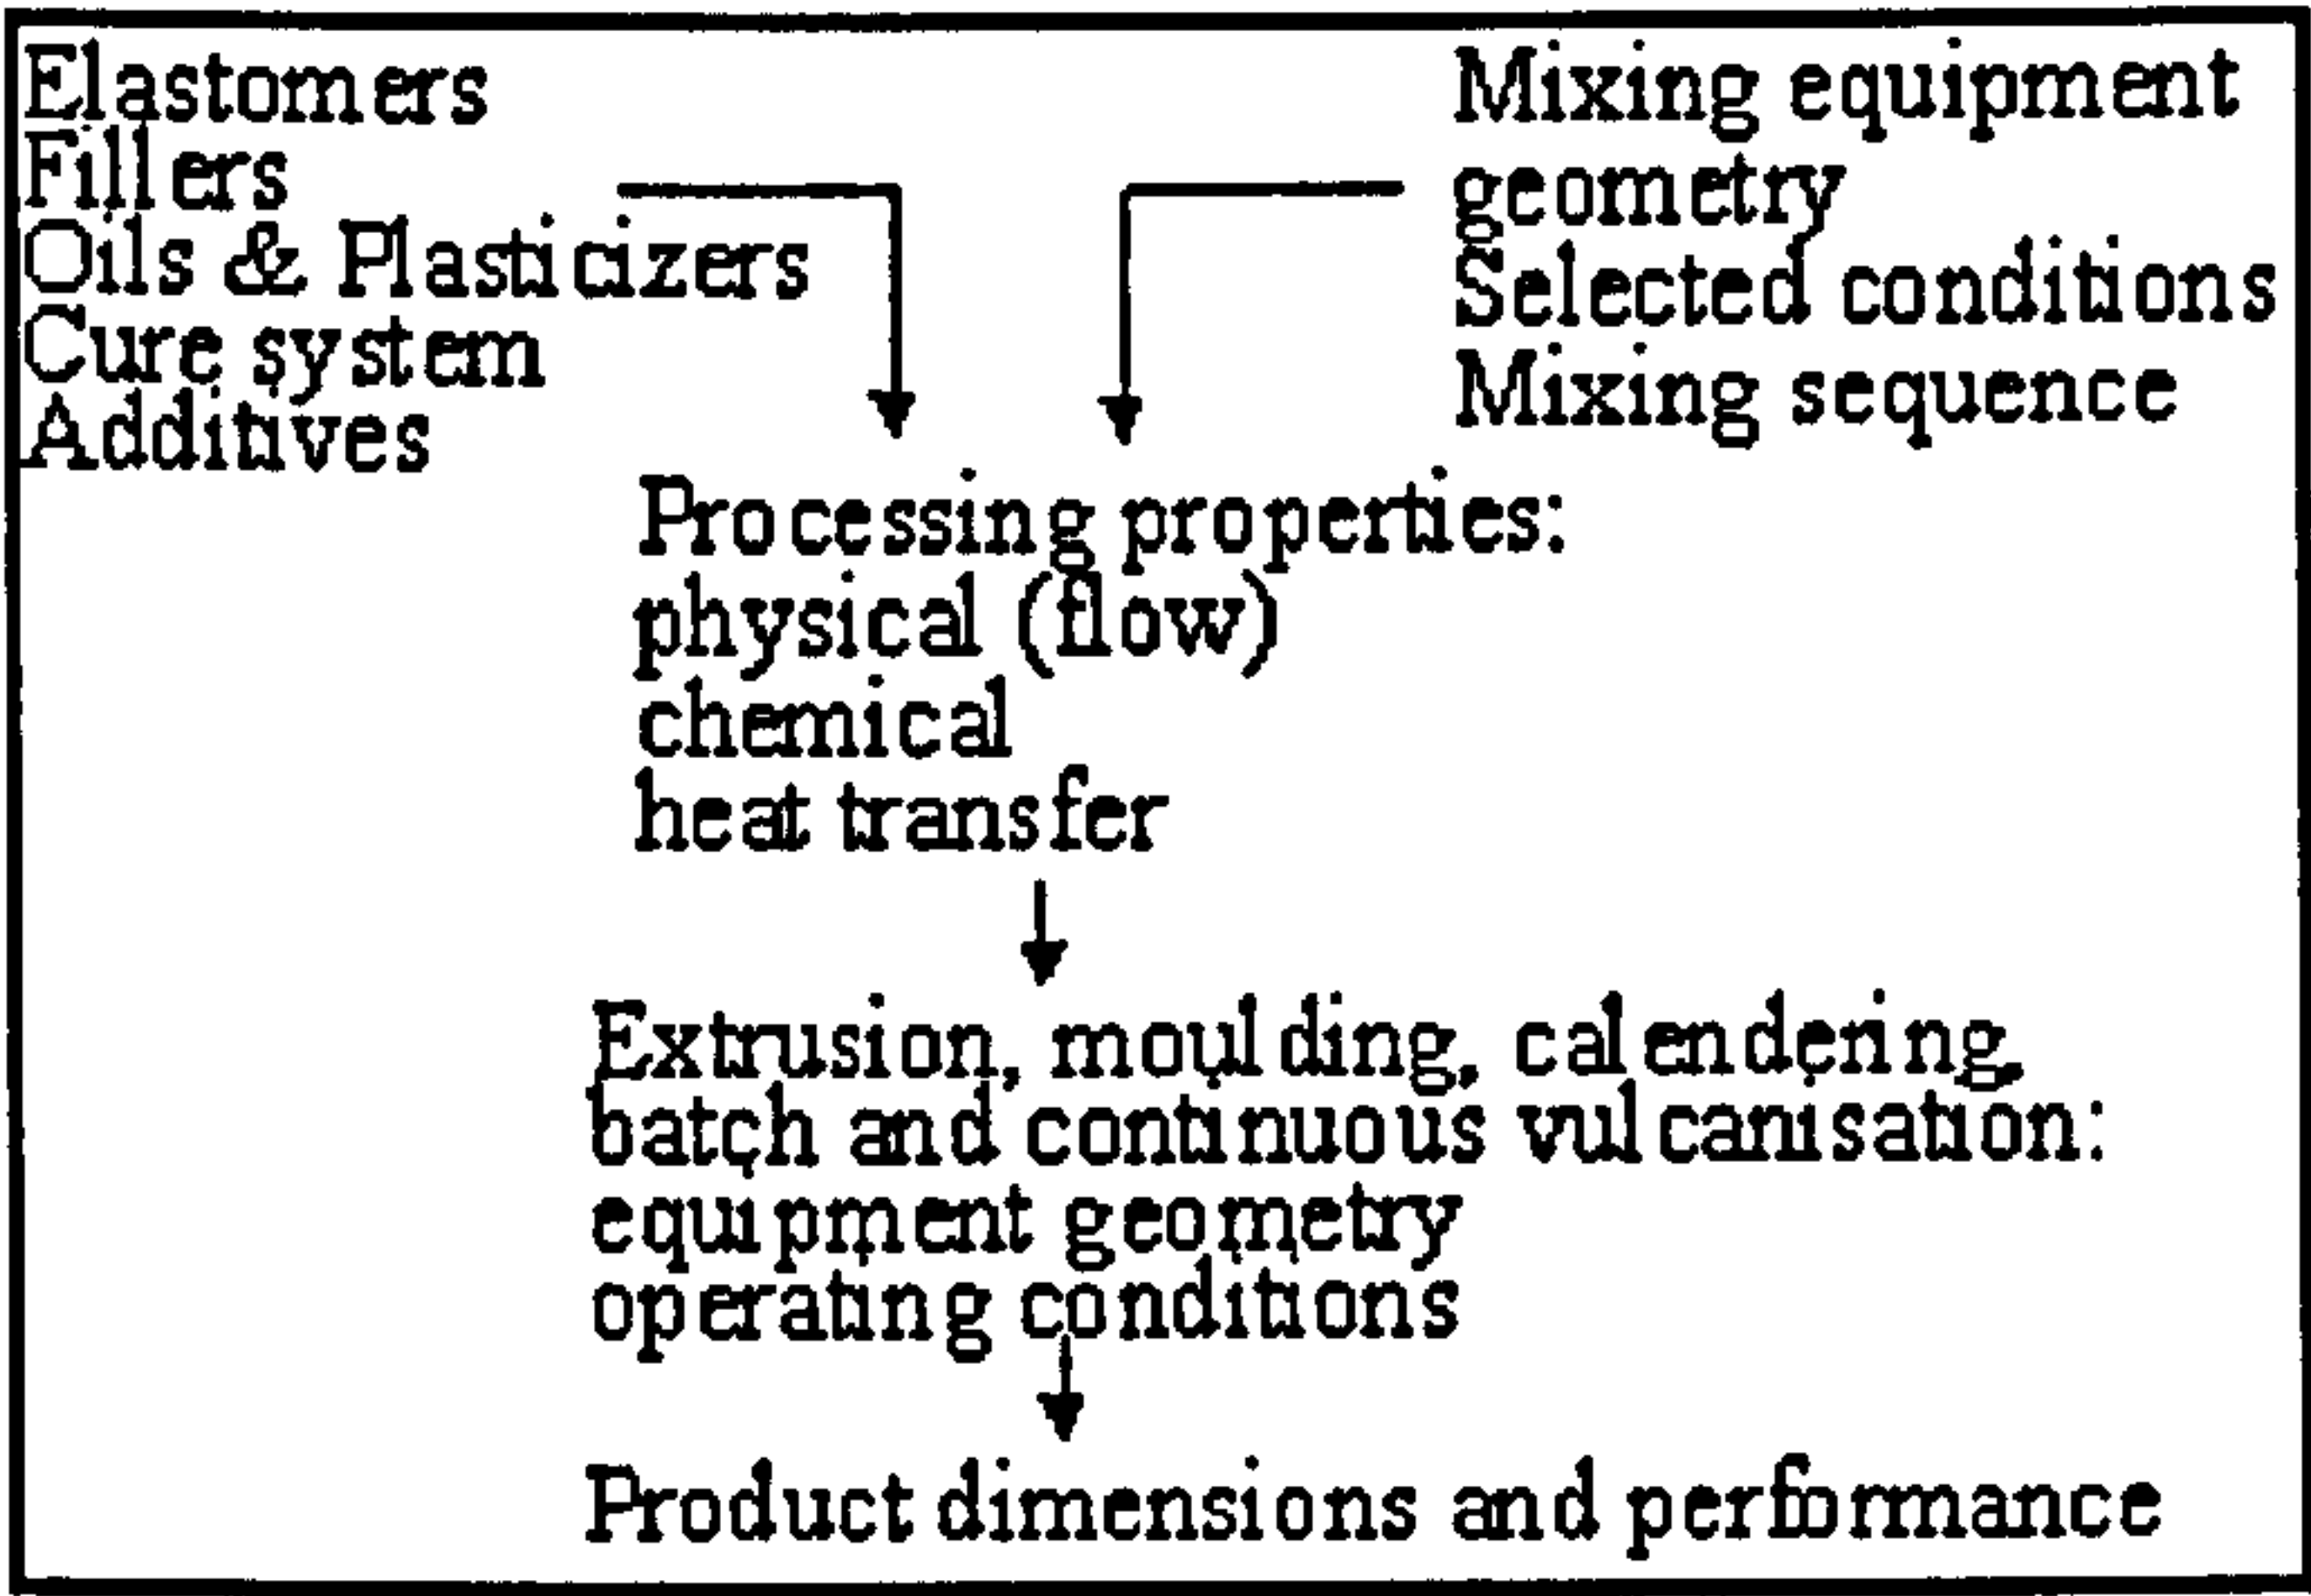 Elastomers
Fillers
Oils & Plasticizers
Cure system
Additives
Mixing equipment
geometry
Selected conditions
Mixing sequence
Processing properties:
physical (flow)
chemical
heat transfer
Extrusion, moulding, calendering,
batch and continuous vulcanisation:
equipment geometry
operating conditions
Product dimensions and performance